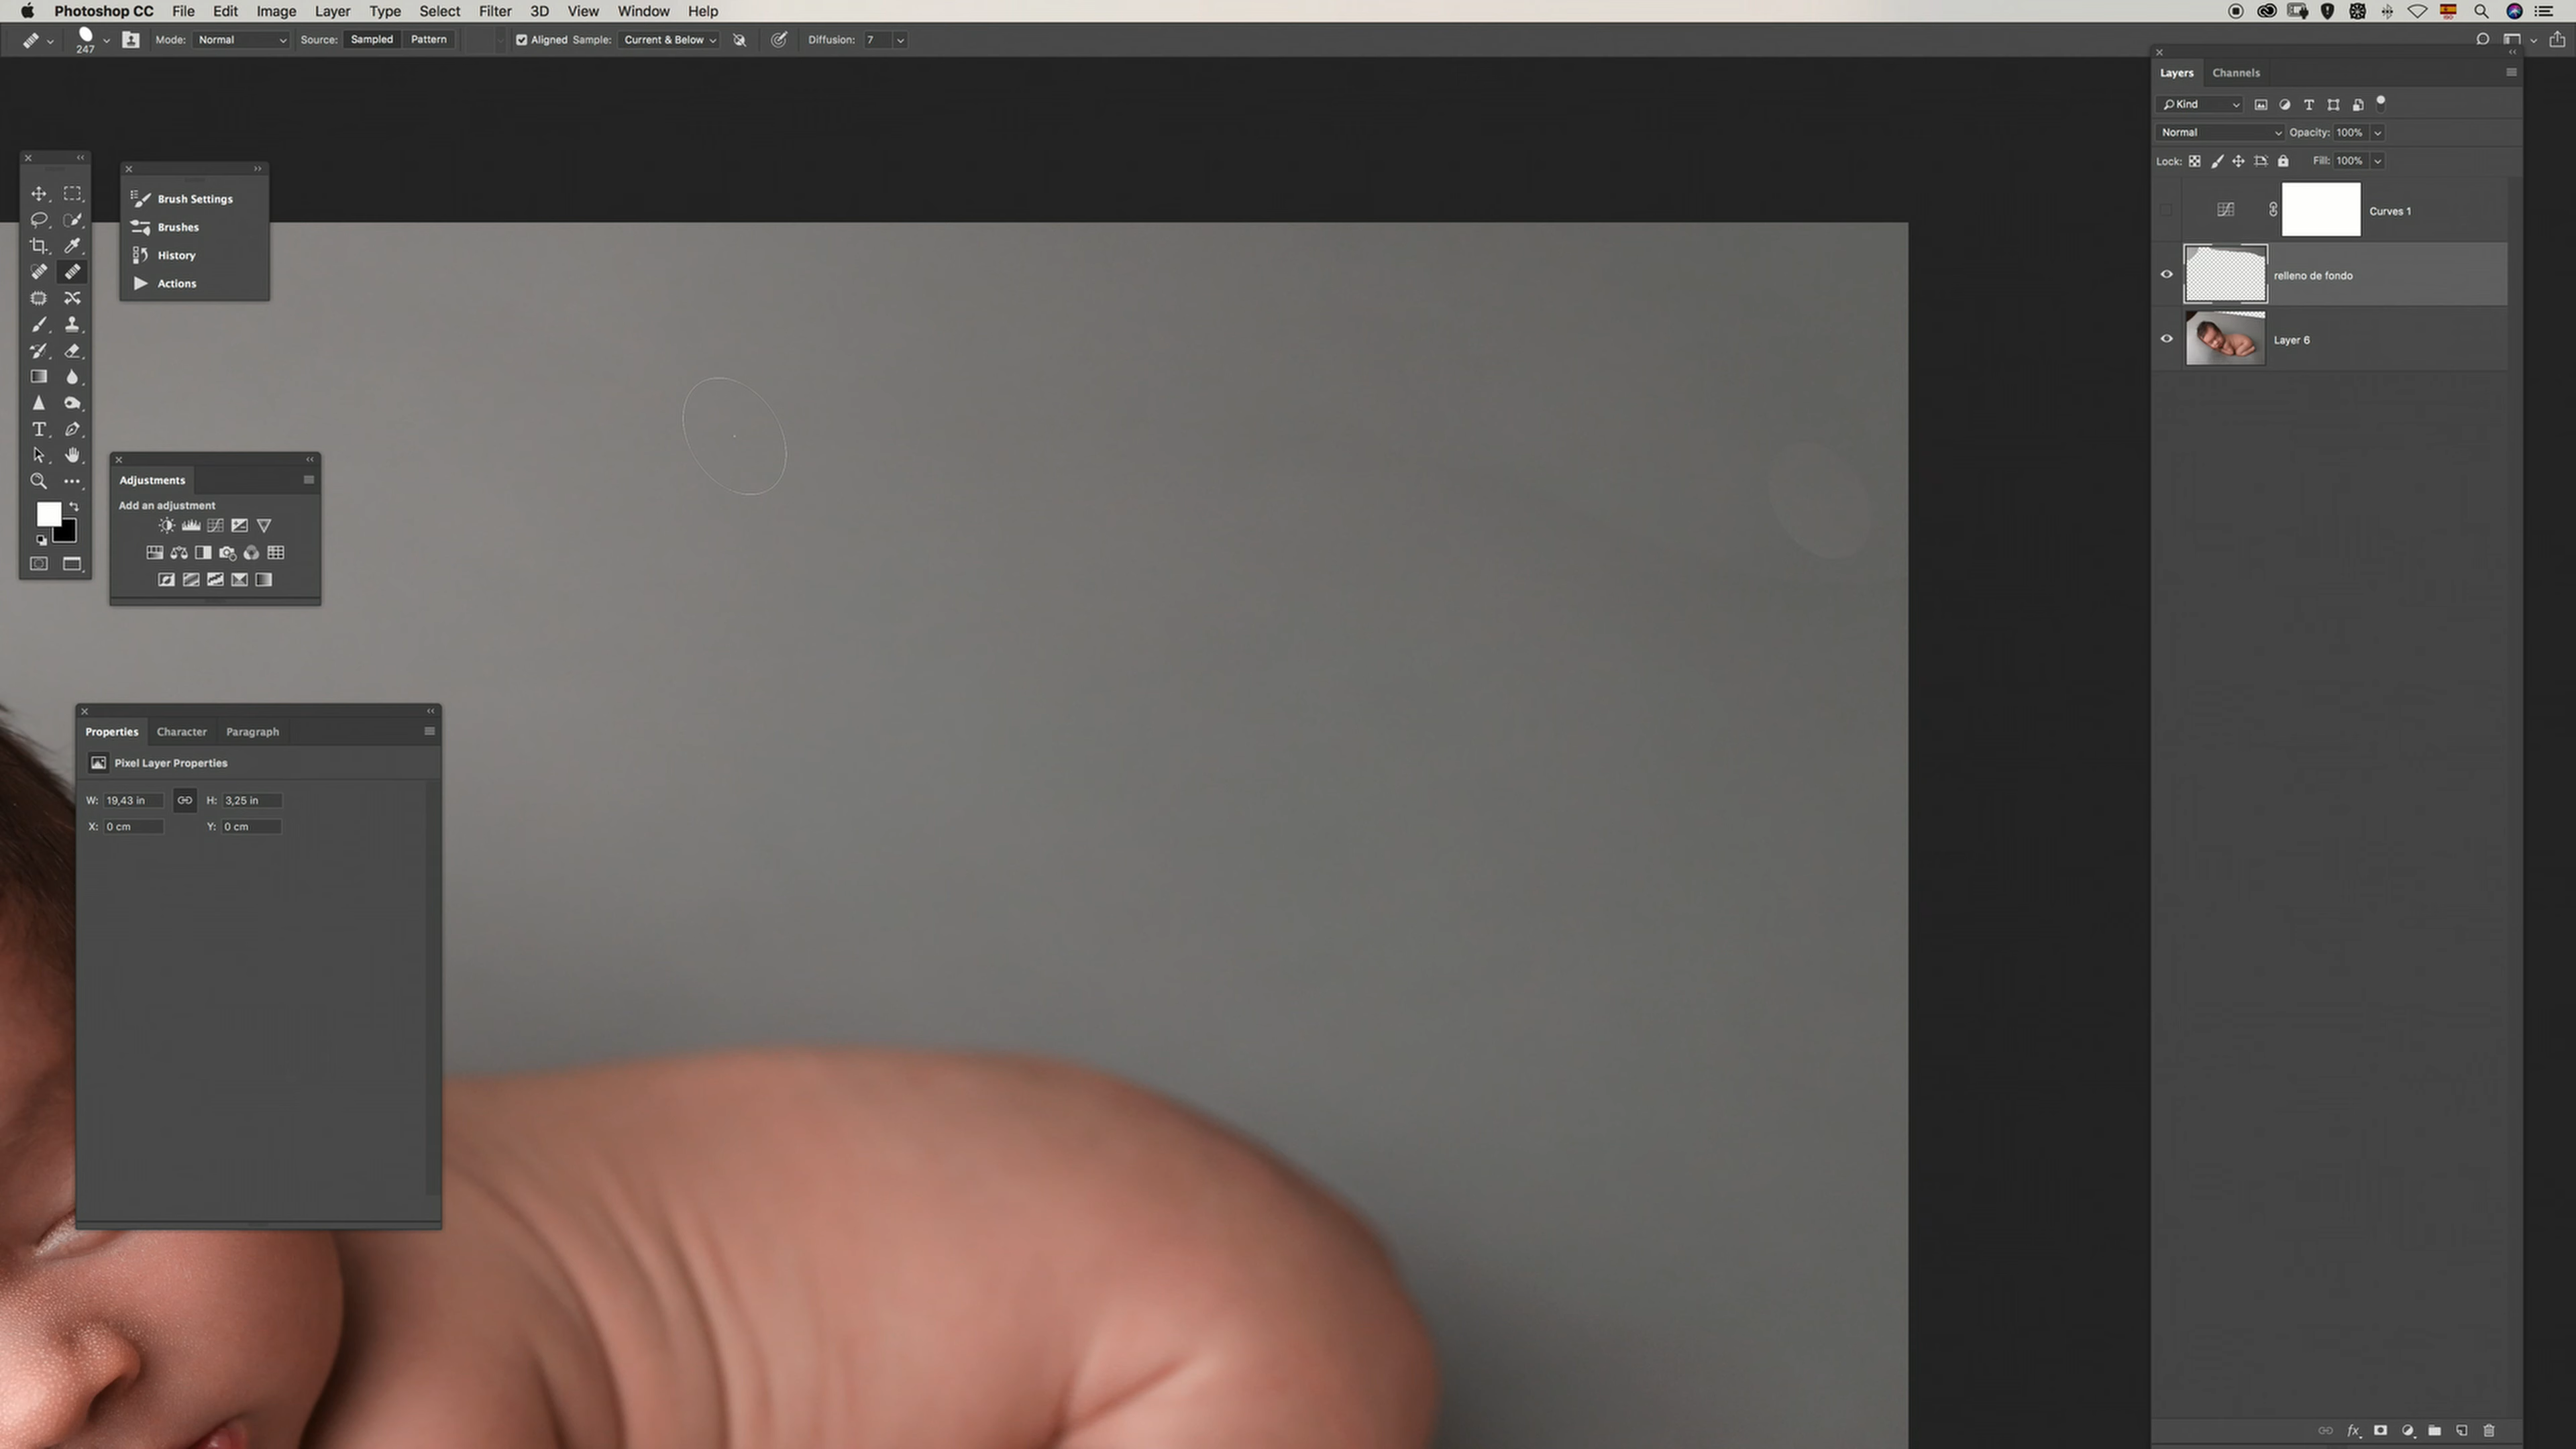 Photoshop CC File Edit Image Layer Type Select Filter 3D View Window Help
247 Mode: Normal Source: Sampled Pattern Aligned Sample: Current & Below Diffusion: 7
Layers Channels
Kind
Normal Opacity: 100%
Lock: Fill: 100%
Curves 1
relleno de fondo
Layer 6
Brush Settings
Brushes
History
Actions
Adjustments
Add an adjustment
Properties Character Paragraph
Pixel Layer Properties
W: 19,43 in H: 3,25 in
X: 0 cm Y: 0 cm